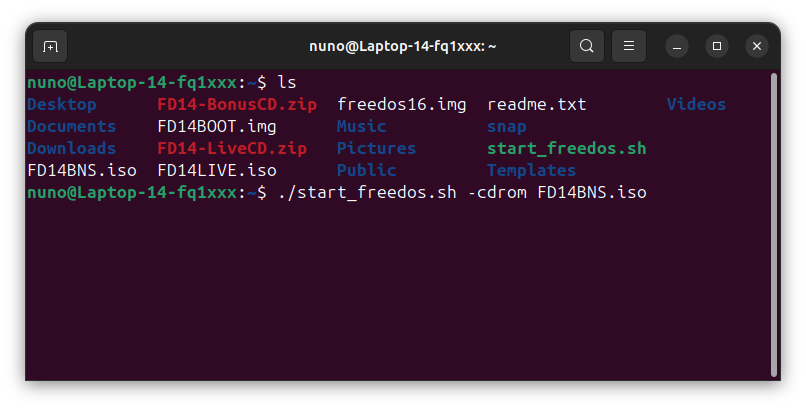 nuno@Laptop-14-fq1xxx: ~
nuno@Laptop-14-fq1xxx:~$ ls
Desktop FD14-BonusCD.zip freedos16.img readme.txt Videos
Documents FD14BOOT.img Music snap
Downloads FD14-LiveCD.zip Pictures start_freedos.sh
FD14BNS.iso FD14LIVE.iso Public Templates
nuno@Laptop-14-fq1xxx:~$ ./start_freedos.sh -cdrom FD14BNS.iso